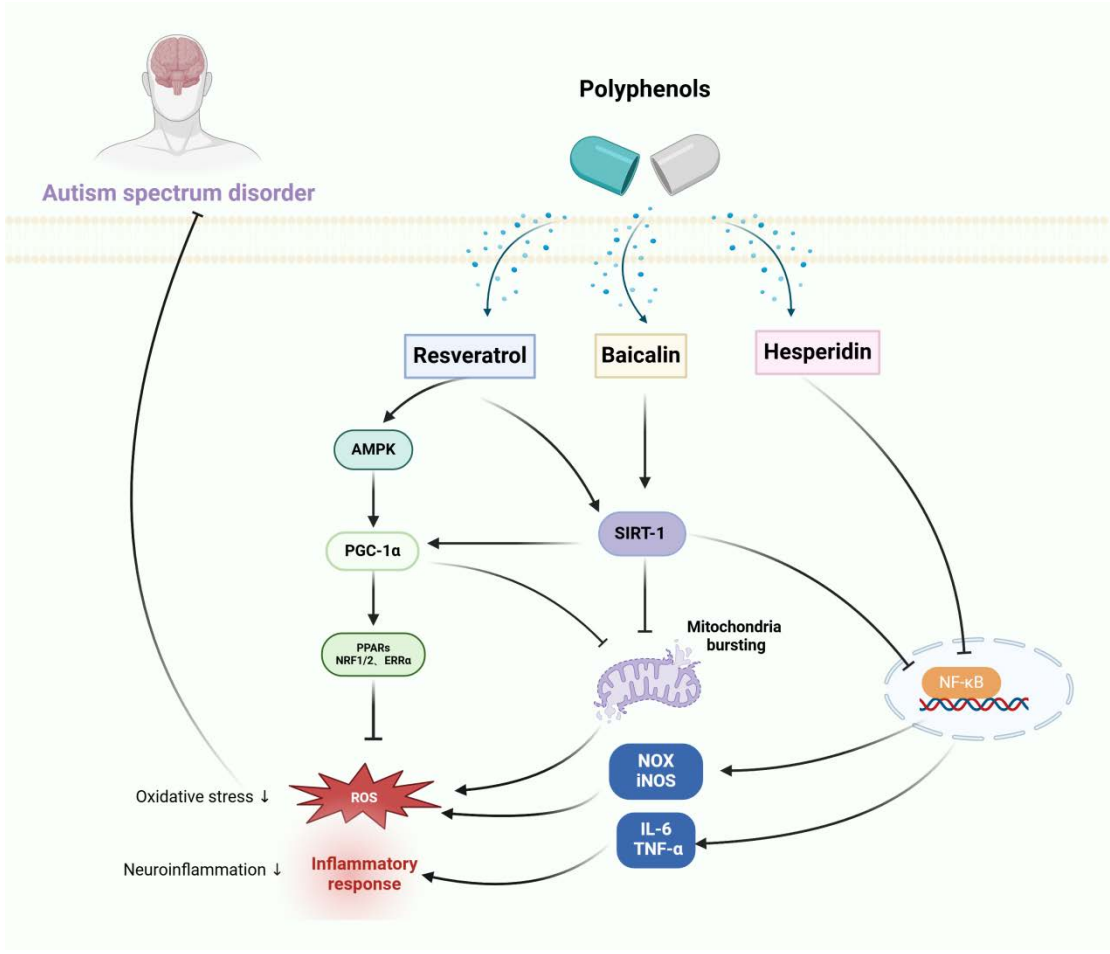 Polyphenols
Autism spectrum disorder
Resveratrol
Baicalin
Hesperidin
AMPK
SIRT-1
PGC-1α
Mitochondria
bursting
PPARs
NRF1/2、ERRα
NF-κB
NOX
iNOS
Oxidative stress ↓
ROS
IL-6
TNF-α
Neuroinflammation ↓
Inflammatory
response